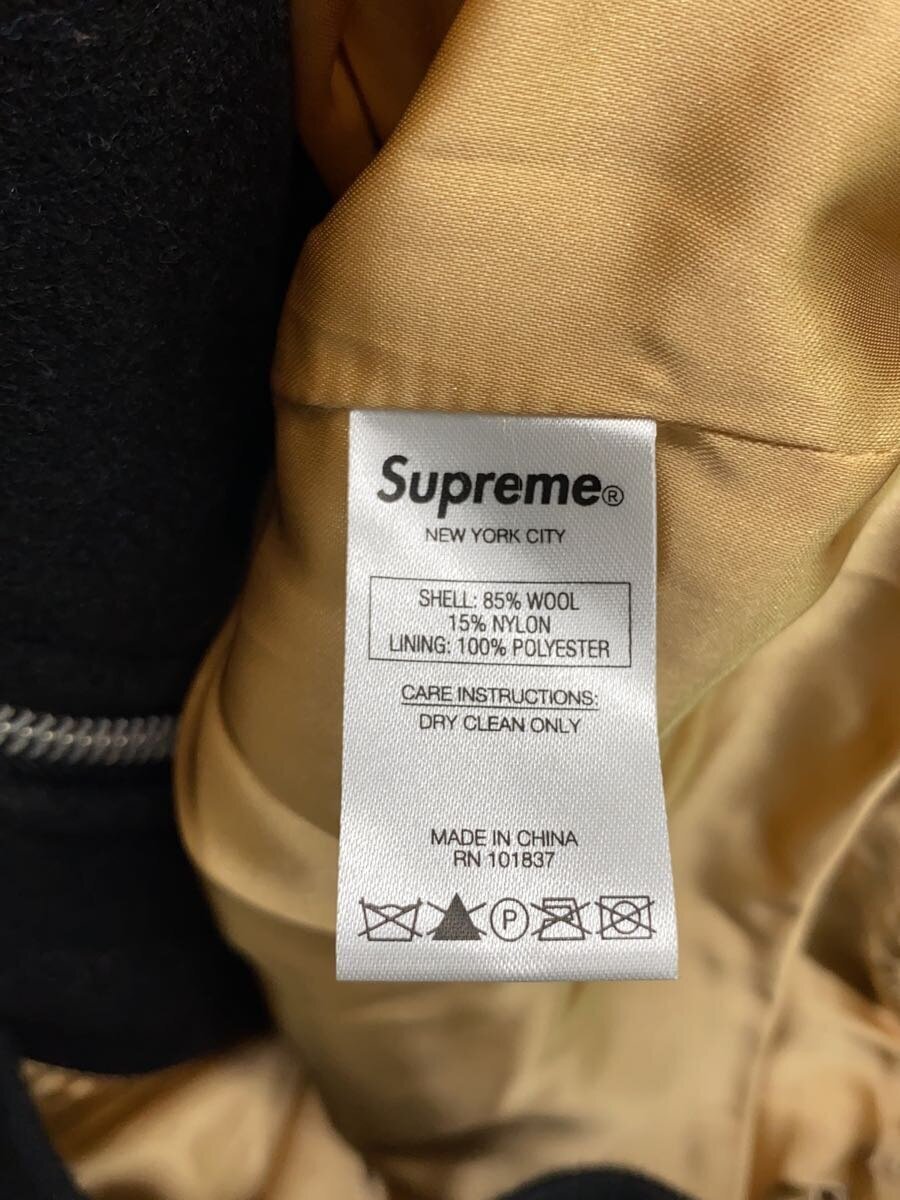 Supreme®
NEW YORK CITY
SHELL: 85% WOOL
15% NYLON
LINING: 100% POLYESTER
CARE INSTRUCTIONS:
DRY CLEAN ONLY
MADE IN CHINA
RN 101837
P